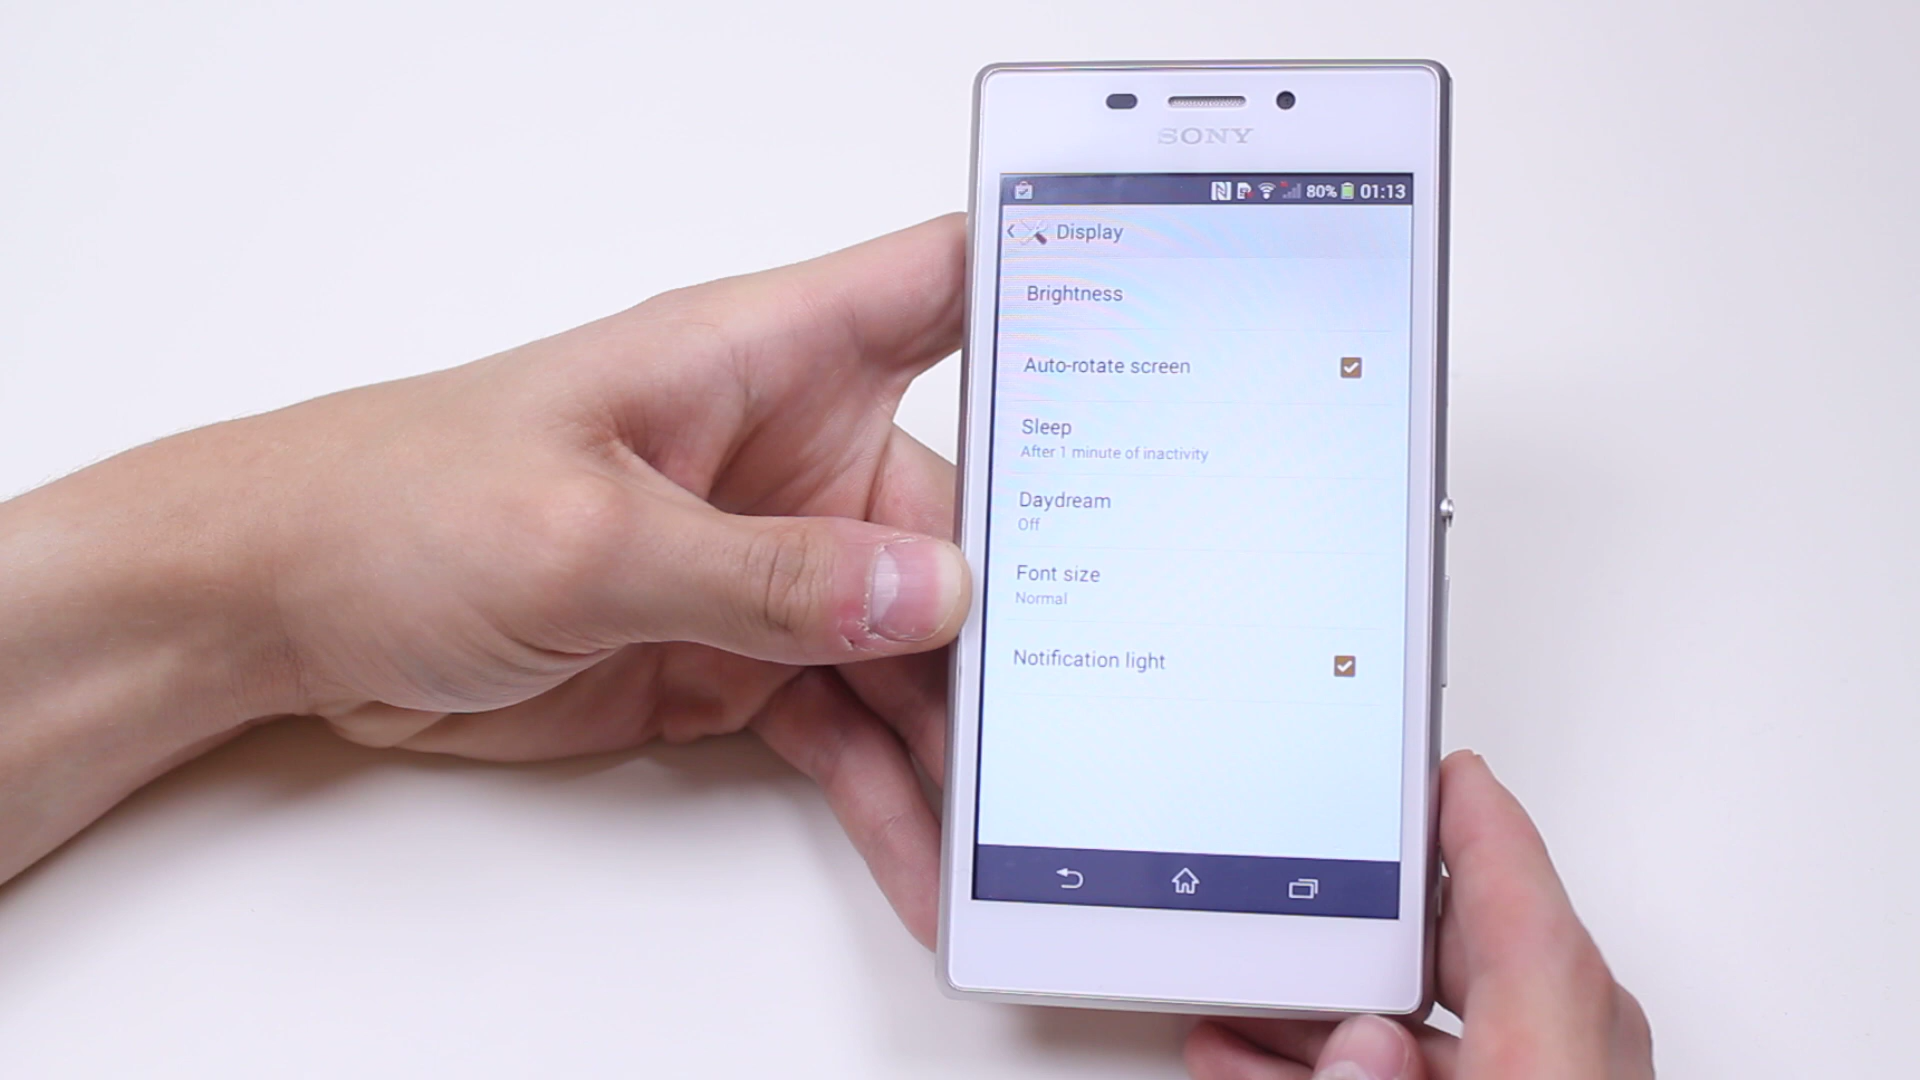 SONY
80% 01:13
Display
Brightness
Auto-rotate screen
Sleep
After 1 minute of inactivity
Daydream
Off
Font size
Normal
Notification light